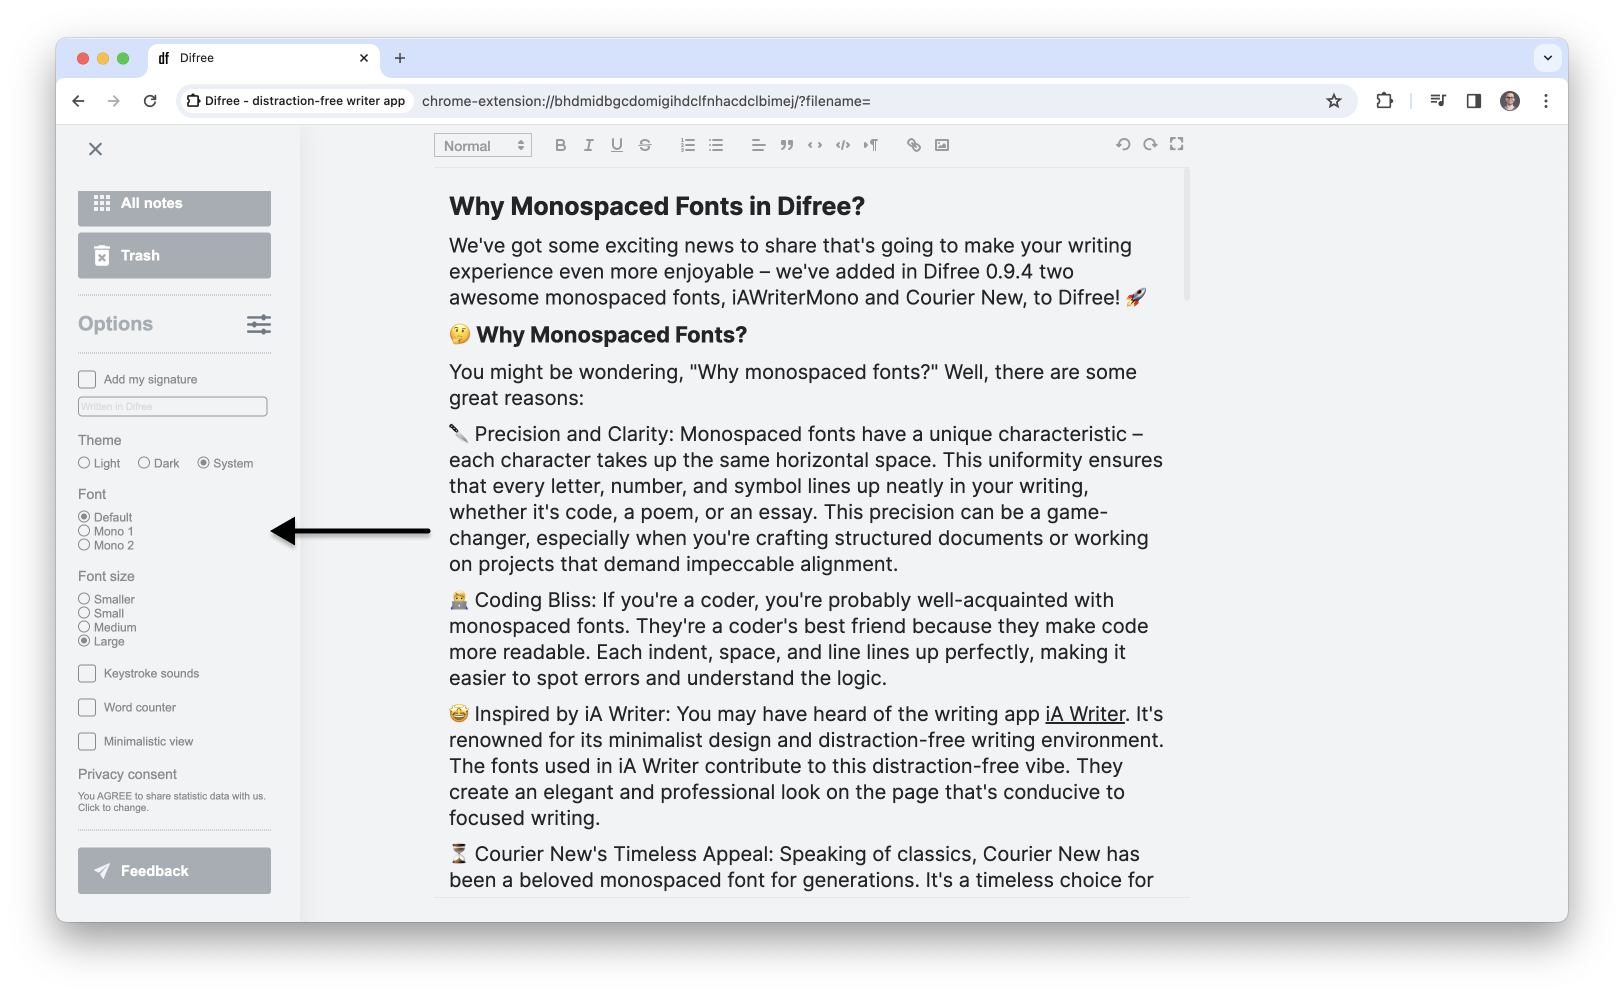 df Difree
Difree - distraction-free writer app chrome-extension://bhdmidbgcdomigihdclfnhacdclbimej/?filename=
All notes
Trash
Options
Add my signature
Written in Difree
Theme
Light Dark System
Font
Default
Mono 1
Mono 2
Font size
Smaller
Small
Medium
Large
Keystroke sounds
Word counter
Minimalistic view
Privacy consent
You AGREE to share statistic data with us.
Click to change.
Feedback
Normal
Why Monospaced Fonts in Difree?
We've got some exciting news to share that's going to make your writing
experience even more enjoyable – we've added in Difree 0.9.4 two
awesome monospaced fonts, iAWriterMono and Courier New, to Difree! 🚀
🤔 Why Monospaced Fonts?
You might be wondering, "Why monospaced fonts?" Well, there are some
great reasons:
🔪 Precision and Clarity: Monospaced fonts have a unique characteristic –
each character takes up the same horizontal space. This uniformity ensures
that every letter, number, and symbol lines up neatly in your writing,
whether it's code, a poem, or an essay. This precision can be a game-
changer, especially when you're crafting structured documents or working
on projects that demand impeccable alignment.
🧑‍💻 Coding Bliss: If you're a coder, you're probably well-acquainted with
monospaced fonts. They're a coder's best friend because they make code
more readable. Each indent, space, and line lines up perfectly, making it
easier to spot errors and understand the logic.
🤩 Inspired by iA Writer: You may have heard of the writing app iA Writer. It's
renowned for its minimalist design and distraction-free writing environment.
The fonts used in iA Writer contribute to this distraction-free vibe. They
create an elegant and professional look on the page that's conducive to
focused writing.
⏳ Courier New's Timeless Appeal: Speaking of classics, Courier New has
been a beloved monospaced font for generations. It's a timeless choice for